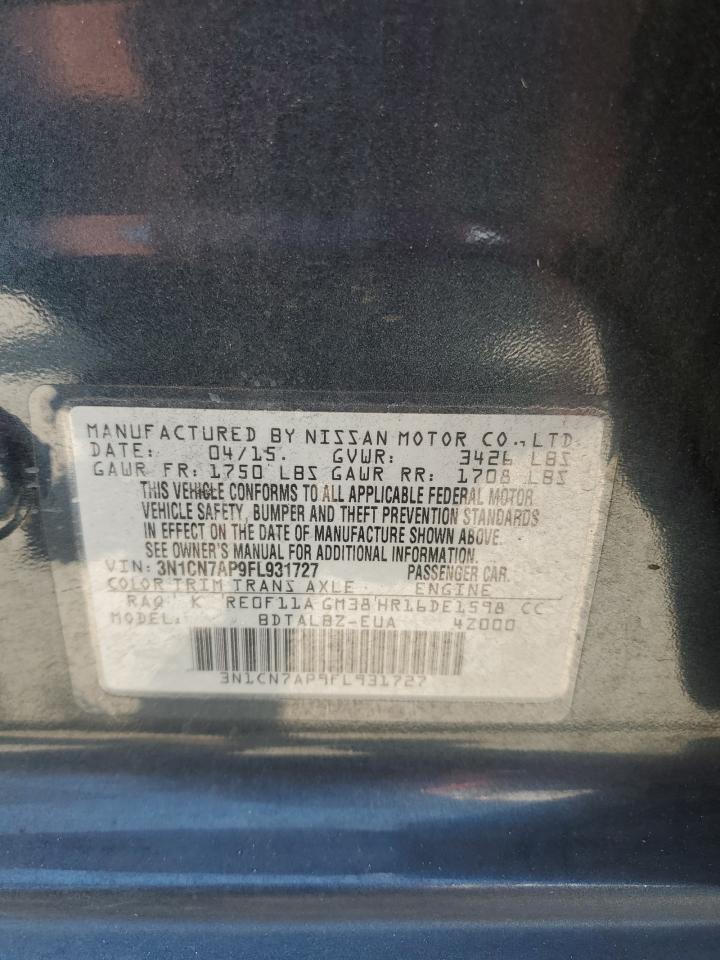 MANUFACTURED BY NISSAN MOTOR CO., LTD.
DATE: 04/15. GVWR: 3426 LBS
GAWR FR: 1750 LBS GAWR RR: 1708 LBS
THIS VEHICLE CONFORMS TO ALL APPLICABLE FEDERAL MOTOR
VEHICLE SAFETY, BUMPER AND THEFT PREVENTION STANDARDS
IN EFFECT ON THE DATE OF MANUFACTURE SHOWN ABOVE.
SEE OWNER'S MANUAL FOR ADDITIONAL INFORMATION.
VIN: 3N1CN7AP9FL931727 PASSENGER CAR
COLOR TRIM TRANS AXLE ENGINE
RAQ K RE0F11A GM38 HR16DE1598 CC
MODEL: BDTALBZ-EUA 4Z000
3N1CN7AP9FL931727